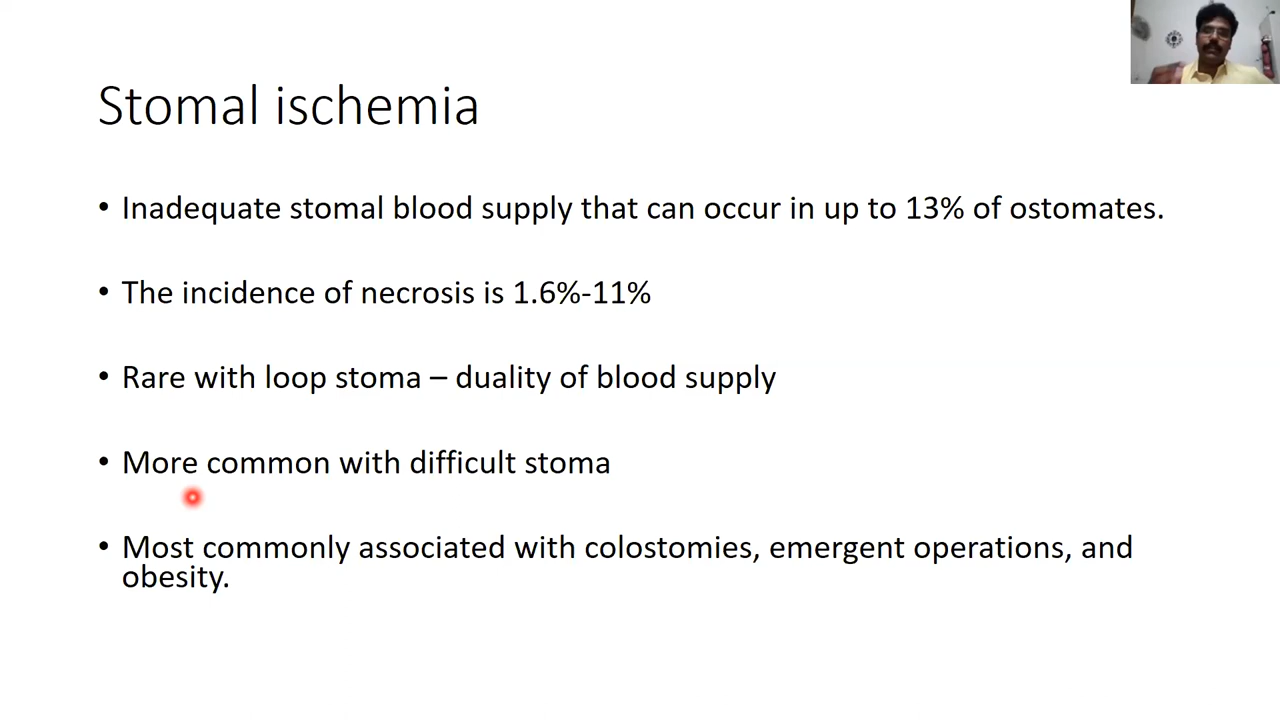 Stomal ischemia
• Inadequate stomal blood supply that can occur in up to 13% of ostomates.
• The incidence of necrosis is 1.6%-11%
• Rare with loop stoma – duality of blood supply
• More common with difficult stoma
• Most commonly associated with colostomies, emergent operations, and
obesity.